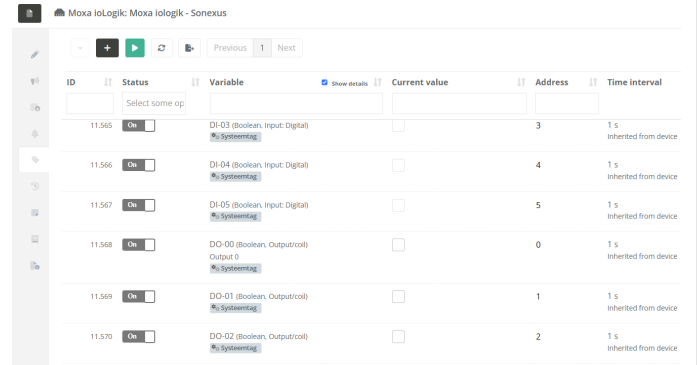 Moxa ioLogik: Moxa iologik - Sonexus
Previous 1 Next
ID Status Variable Show details Current value Address Time interval
Select some op
11.565 On DI-03 (Boolean, Input: Digital) 3 1 s
Systeemtag Inherited from device
11.566 On DI-04 (Boolean, Input: Digital) 4 1 s
Systeemtag Inherited from device
11.567 On DI-05 (Boolean, Input: Digital) 5 1 s
Systeemtag Inherited from device
11.568 On DO-00 (Boolean, Output/coil) 0 1 s
Output 0 Inherited from device
Systeemtag
11.569 On DO-01 (Boolean, Output/coil) 1 1 s
Systeemtag Inherited from device
11.570 On DO-02 (Boolean, Output/coil) 2 1 s
Systeemtag Inherited from device